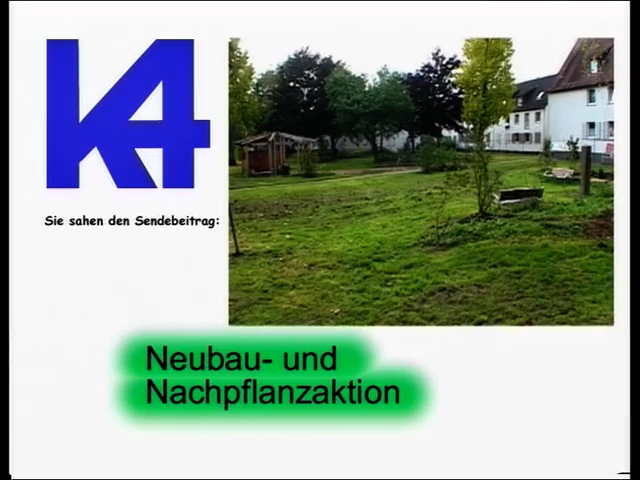 K4
Sie sahen den Sendebeitrag:
Neubau- und
Nachpflanzaktion